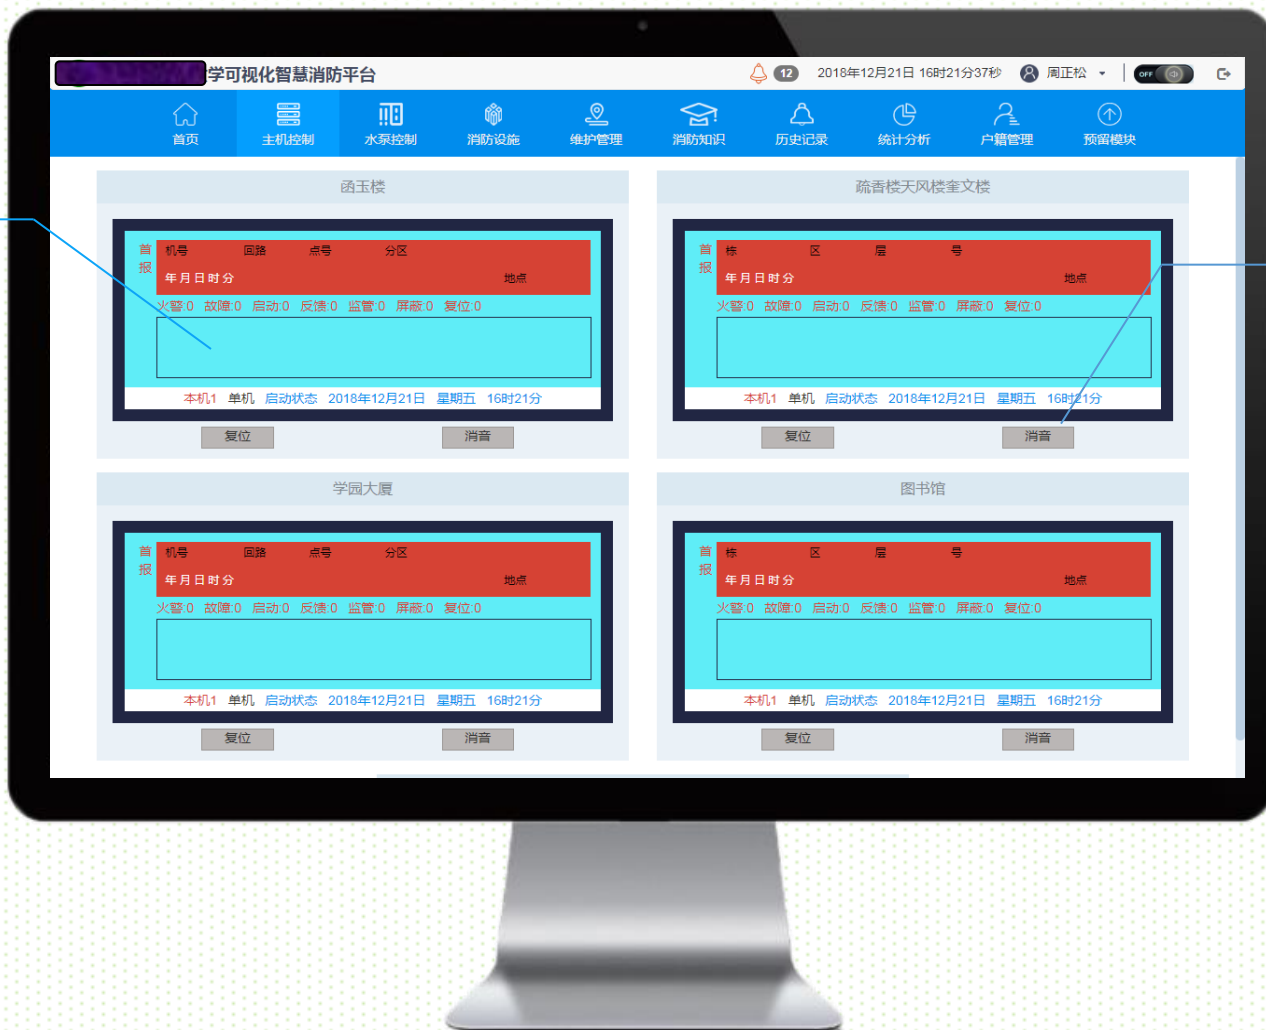 学可视化智慧消防平台 12 2018年12月21日 16时21分37秒 周正松 OFF
首页 主机控制 水泵控制 消防设施 维护管理 消防知识 历史记录 统计分析 户籍管理 预留模块
函玉楼
首报
机号 回路 点号 分区
年月日时分 地点
火警:0 故障:0 启动:0 反馈:0 监管:0 屏蔽:0 复位:0
本机1 单机 启动状态 2018年12月21日 星期五 16时21分
复位 消音
疏香楼天风楼奎文楼
首报
栋 区 层 号
年月日时分 地点
火警:0 故障:0 启动:0 反馈:0 监管:0 屏蔽:0 复位:0
本机1 单机 启动状态 2018年12月21日 星期五 16时21分
复位 消音
学园大厦
首报
机号 回路 点号 分区
年月日时分 地点
火警:0 故障:0 启动:0 反馈:0 监管:0 屏蔽:0 复位:0
本机1 单机 启动状态 2018年12月21日 星期五 16时21分
复位 消音
图书馆
首报
栋 区 层 号
年月日时分 地点
火警:0 故障:0 启动:0 反馈:0 监管:0 屏蔽:0 复位:0
本机1 单机 启动状态 2018年12月21日 星期五 16时21分
复位 消音